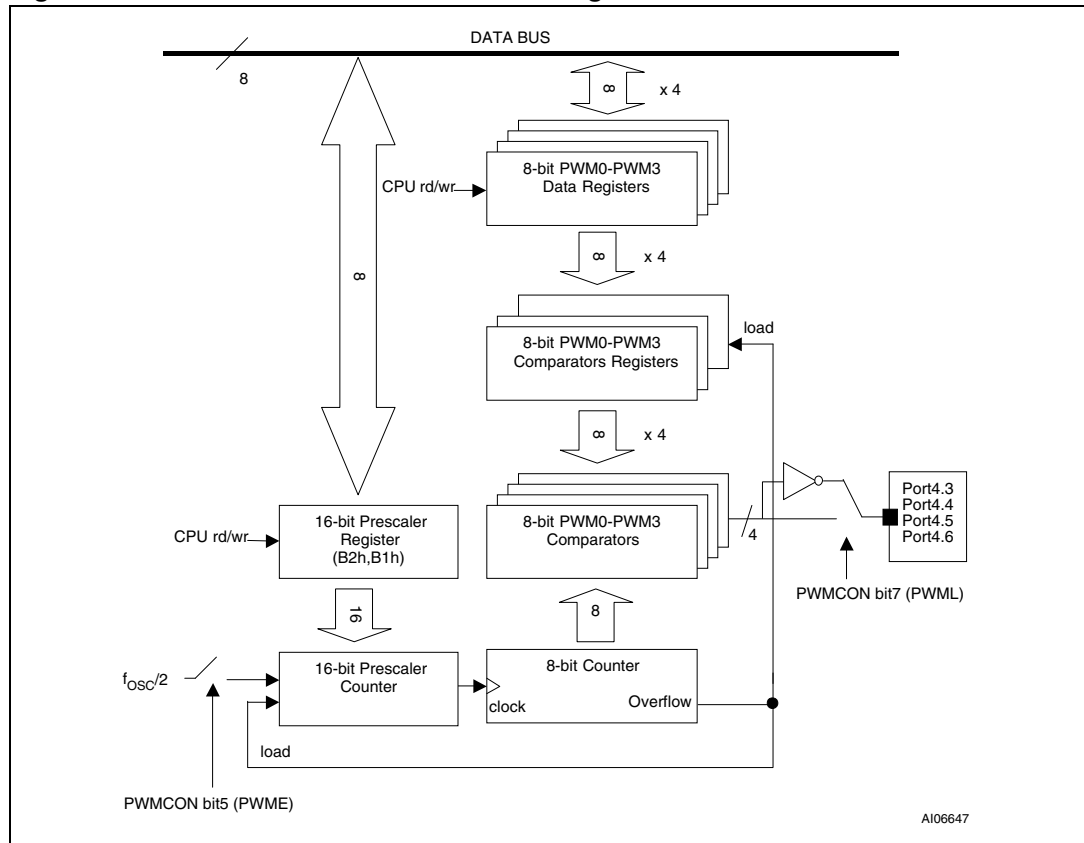 DATA BUS
8
8
x 4
8-bit PWM0-PWM3
Data Registers
CPU rd/wr
8
x 4
8
load
8-bit PWM0-PWM3
Comparators Registers
8
x 4
Port4.3
Port4.4
Port4.5
Port4.6
CPU rd/wr
16-bit Prescaler
Register
(B2h,B1h)
8-bit PWM0-PWM3
Comparators
4
PWMCON bit7 (PWML)
16
8
fOSC/2
16-bit Prescaler
Counter
8-bit Counter
clock
Overflow
load
PWMCON bit5 (PWME)
AI06647